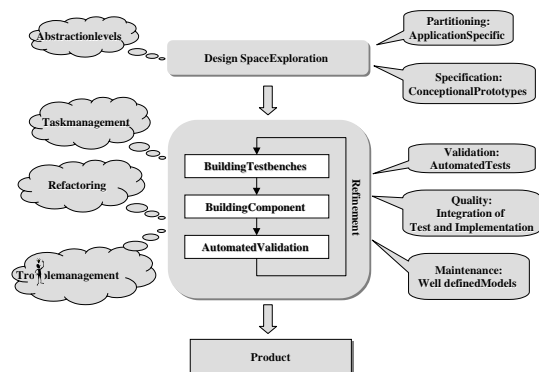 Abstractionlevels
Design SpaceExploration
Partitioning:
ApplicationSpecific
Specification:
ConceptionalPrototypes
Taskmanagement
Refactoring
BuildingTestbenches
BuildingComponent
AutomatedValidation
Refinement
Validation:
AutomatedTests
Quality:
Integration of
Test and Implementation
Maintenance:
Well definedModels
Product